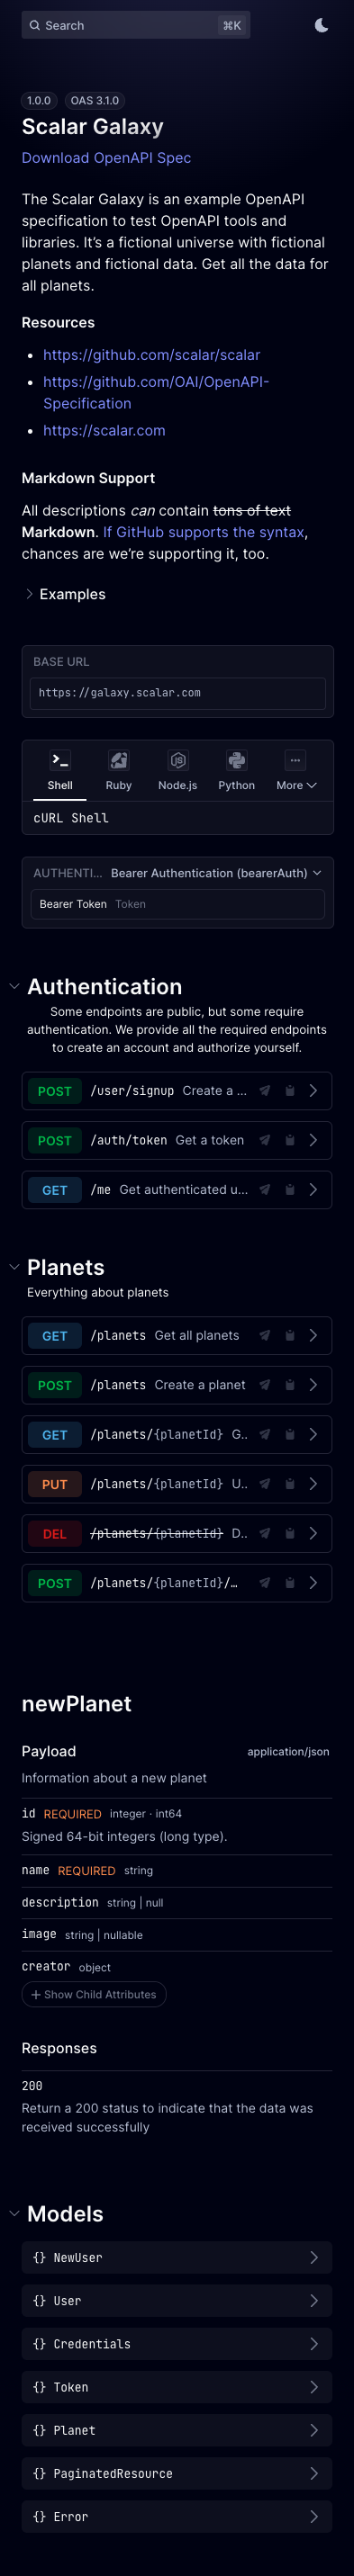 Search ⌘K
1.0.0 OAS 3.1.0
Scalar Galaxy
Download OpenAPI Spec
The Scalar Galaxy is an example OpenAPI
specification to test OpenAPI tools and
libraries. It’s a fictional universe with fictional
planets and fictional data. Get all the data for
all planets.
Resources
https://github.com/scalar/scalar
https://github.com/OAI/OpenAPI-
Specification
https://scalar.com
Markdown Support
All descriptions can contain tons of text
Markdown. If GitHub supports the syntax,
chances are we’re supporting it, too.
Examples
BASE URL
https://galaxy.scalar.com
Shell Ruby Node.js Python More
cURL Shell
AUTHENTI… Bearer Authentication (bearerAuth)
Bearer Token Token
Authentication
Some endpoints are public, but some require
authentication. We provide all the required endpoints
to create an account and authorize yourself.
POST /user/signup Create a …
POST /auth/token Get a token
GET /me Get authenticated u…
Planets
Everything about planets
GET /planets Get all planets
POST /planets Create a planet
GET /planets/{planetId} G…
PUT /planets/{planetId} U…
DEL /planets/{planetId} D…
POST /planets/{planetId}/…
newPlanet
Payload application/json
Information about a new planet
id REQUIRED integer · int64
Signed 64-bit integers (long type).
name REQUIRED string
description string | null
image string | nullable
creator object
+ Show Child Attributes
Responses
200
Return a 200 status to indicate that the data was
received successfully
Models
{} NewUser
{} User
{} Credentials
{} Token
{} Planet
{} PaginatedResource
{} Error